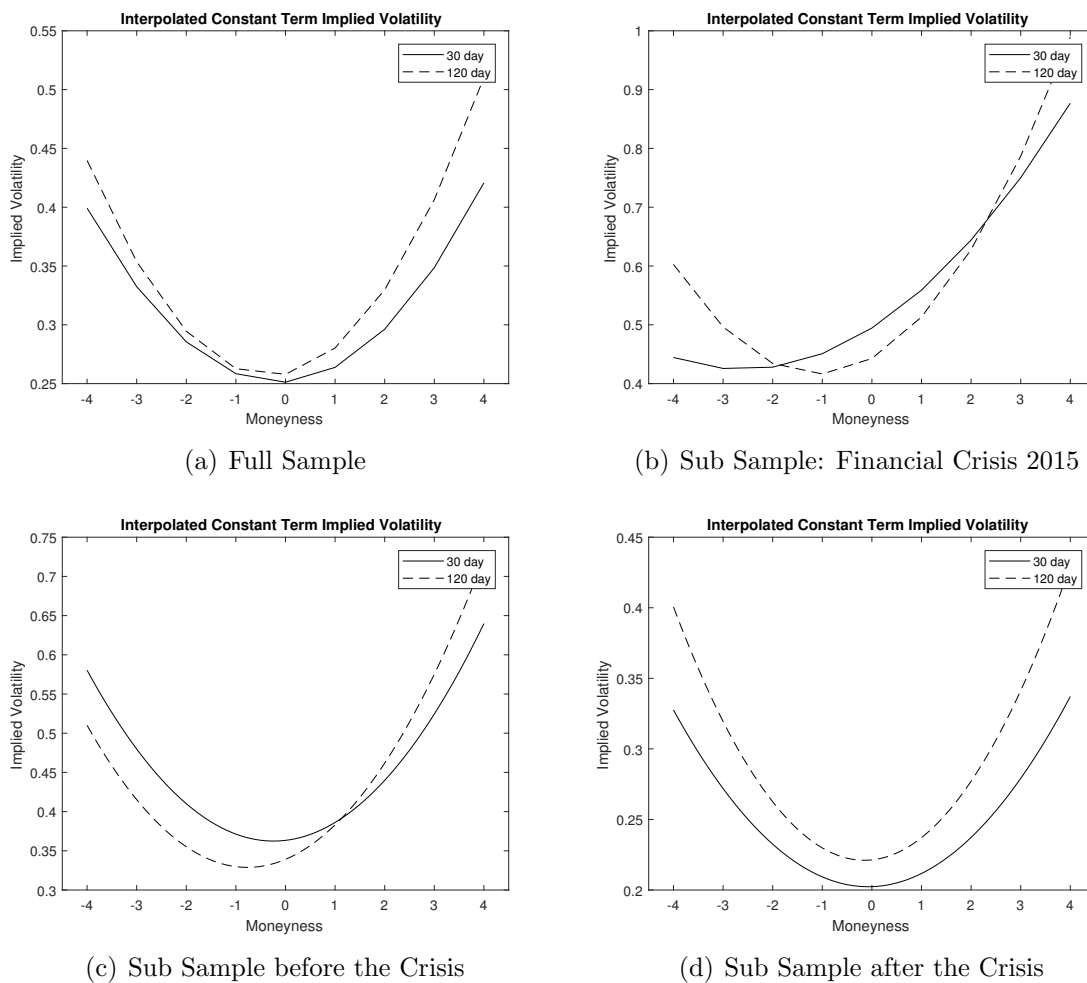 Interpolated Constant Term Implied Volatility
0.55
0.5
0.45
0.4
0.35
0.3
0.25
Implied Volatility
30 day
120 day
-4 -3 -2 -1 0 1 2 3 4
Moneyness
(a) Full Sample
Interpolated Constant Term Implied Volatility
1
0.9
0.8
0.7
0.6
0.5
0.4
Implied Volatility
30 day
120 day
-4 -3 -2 -1 0 1 2 3 4
Moneyness
(b) Sub Sample: Financial Crisis 2015
Interpolated Constant Term Implied Volatility
0.75
0.7
0.65
0.6
0.55
0.5
0.45
0.4
0.35
0.3
Implied Volatility
30 day
120 day
-4 -3 -2 -1 0 1 2 3 4
Moneyness
(c) Sub Sample before the Crisis
Interpolated Constant Term Implied Volatility
0.45
0.4
0.35
0.3
0.25
0.2
Implied Volatility
30 day
120 day
-4 -3 -2 -1 0 1 2 3 4
Moneyness
(d) Sub Sample after the Crisis